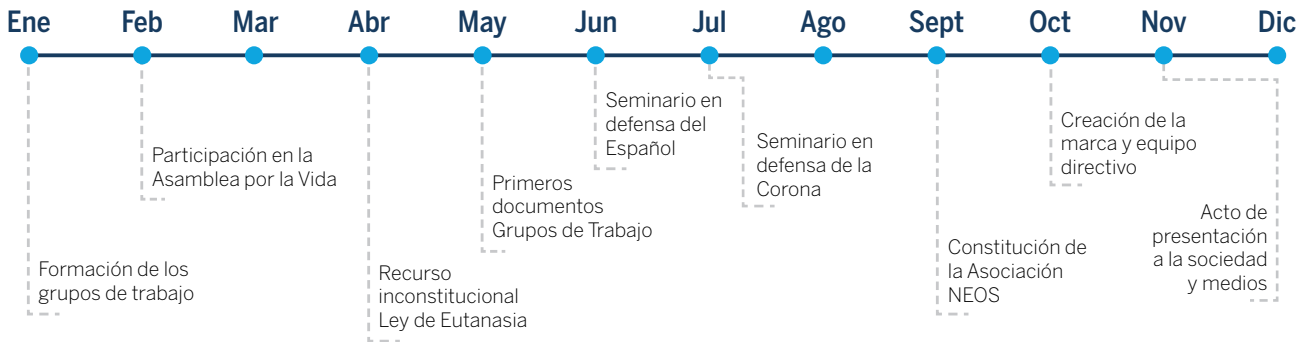 Ene Feb Mar Abr May Jun Jul Ago Sept Oct Nov Dic
Formación de los
grupos de trabajo
Participación en la
Asamblea por la Vida
Recurso
inconstitucional
Ley de Eutanasia
Primeros
documentos
Grupos de Trabajo
Seminario en
defensa del
Español
Seminario en
defensa de la
Corona
Constitución de
la Asociación
NEOS
Creación de la
marca y equipo
directivo
Acto de
presentación
a la sociedad
y medios